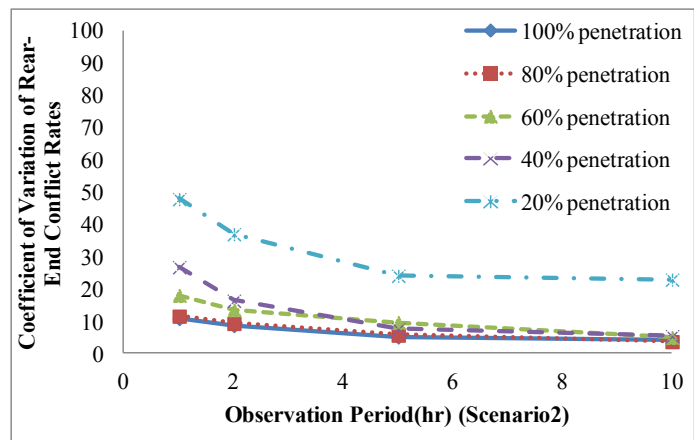 Coefficient of Variation of Rear-
End Conflict Rates
100
90
80
70
60
50
40
30
20
10
0
0
2
4
6
8
10
Observation Period(hr) (Scenario2)
100% penetration
80% penetration
60% penetration
40% penetration
20% penetration